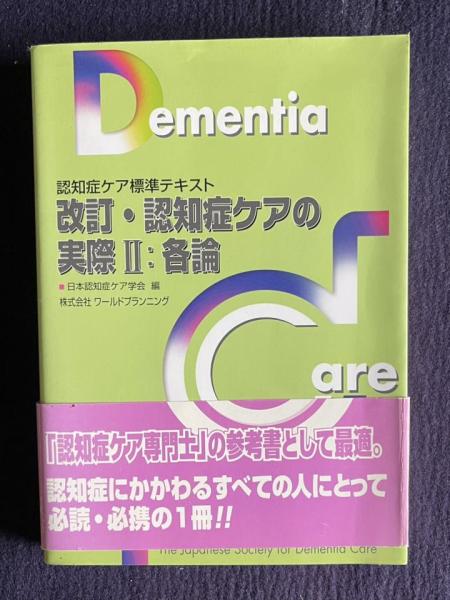 Dementia
認知症ケア標準テキスト
改訂・認知症ケアの
実際Ⅱ:各論
■日本認知症ケア学会 編
株式会社 ワールドプランニング
Care
「認知症ケア専門士」の参考書として最適。
認知症にかかわるすべての人にとって
必読・必携の1冊!!
The Japanese Society for Dementia Care